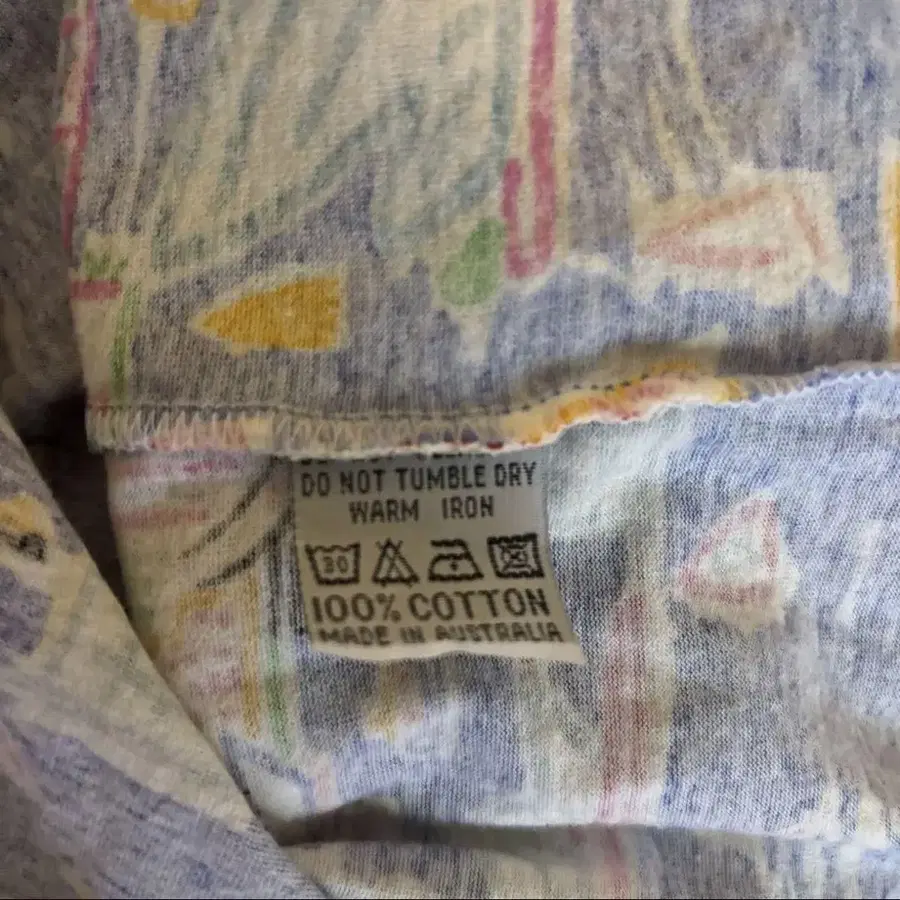 DO NOT TUMBLE DRY
WARM IRON
30
100% COTTON
MADE IN AUSTRALIA